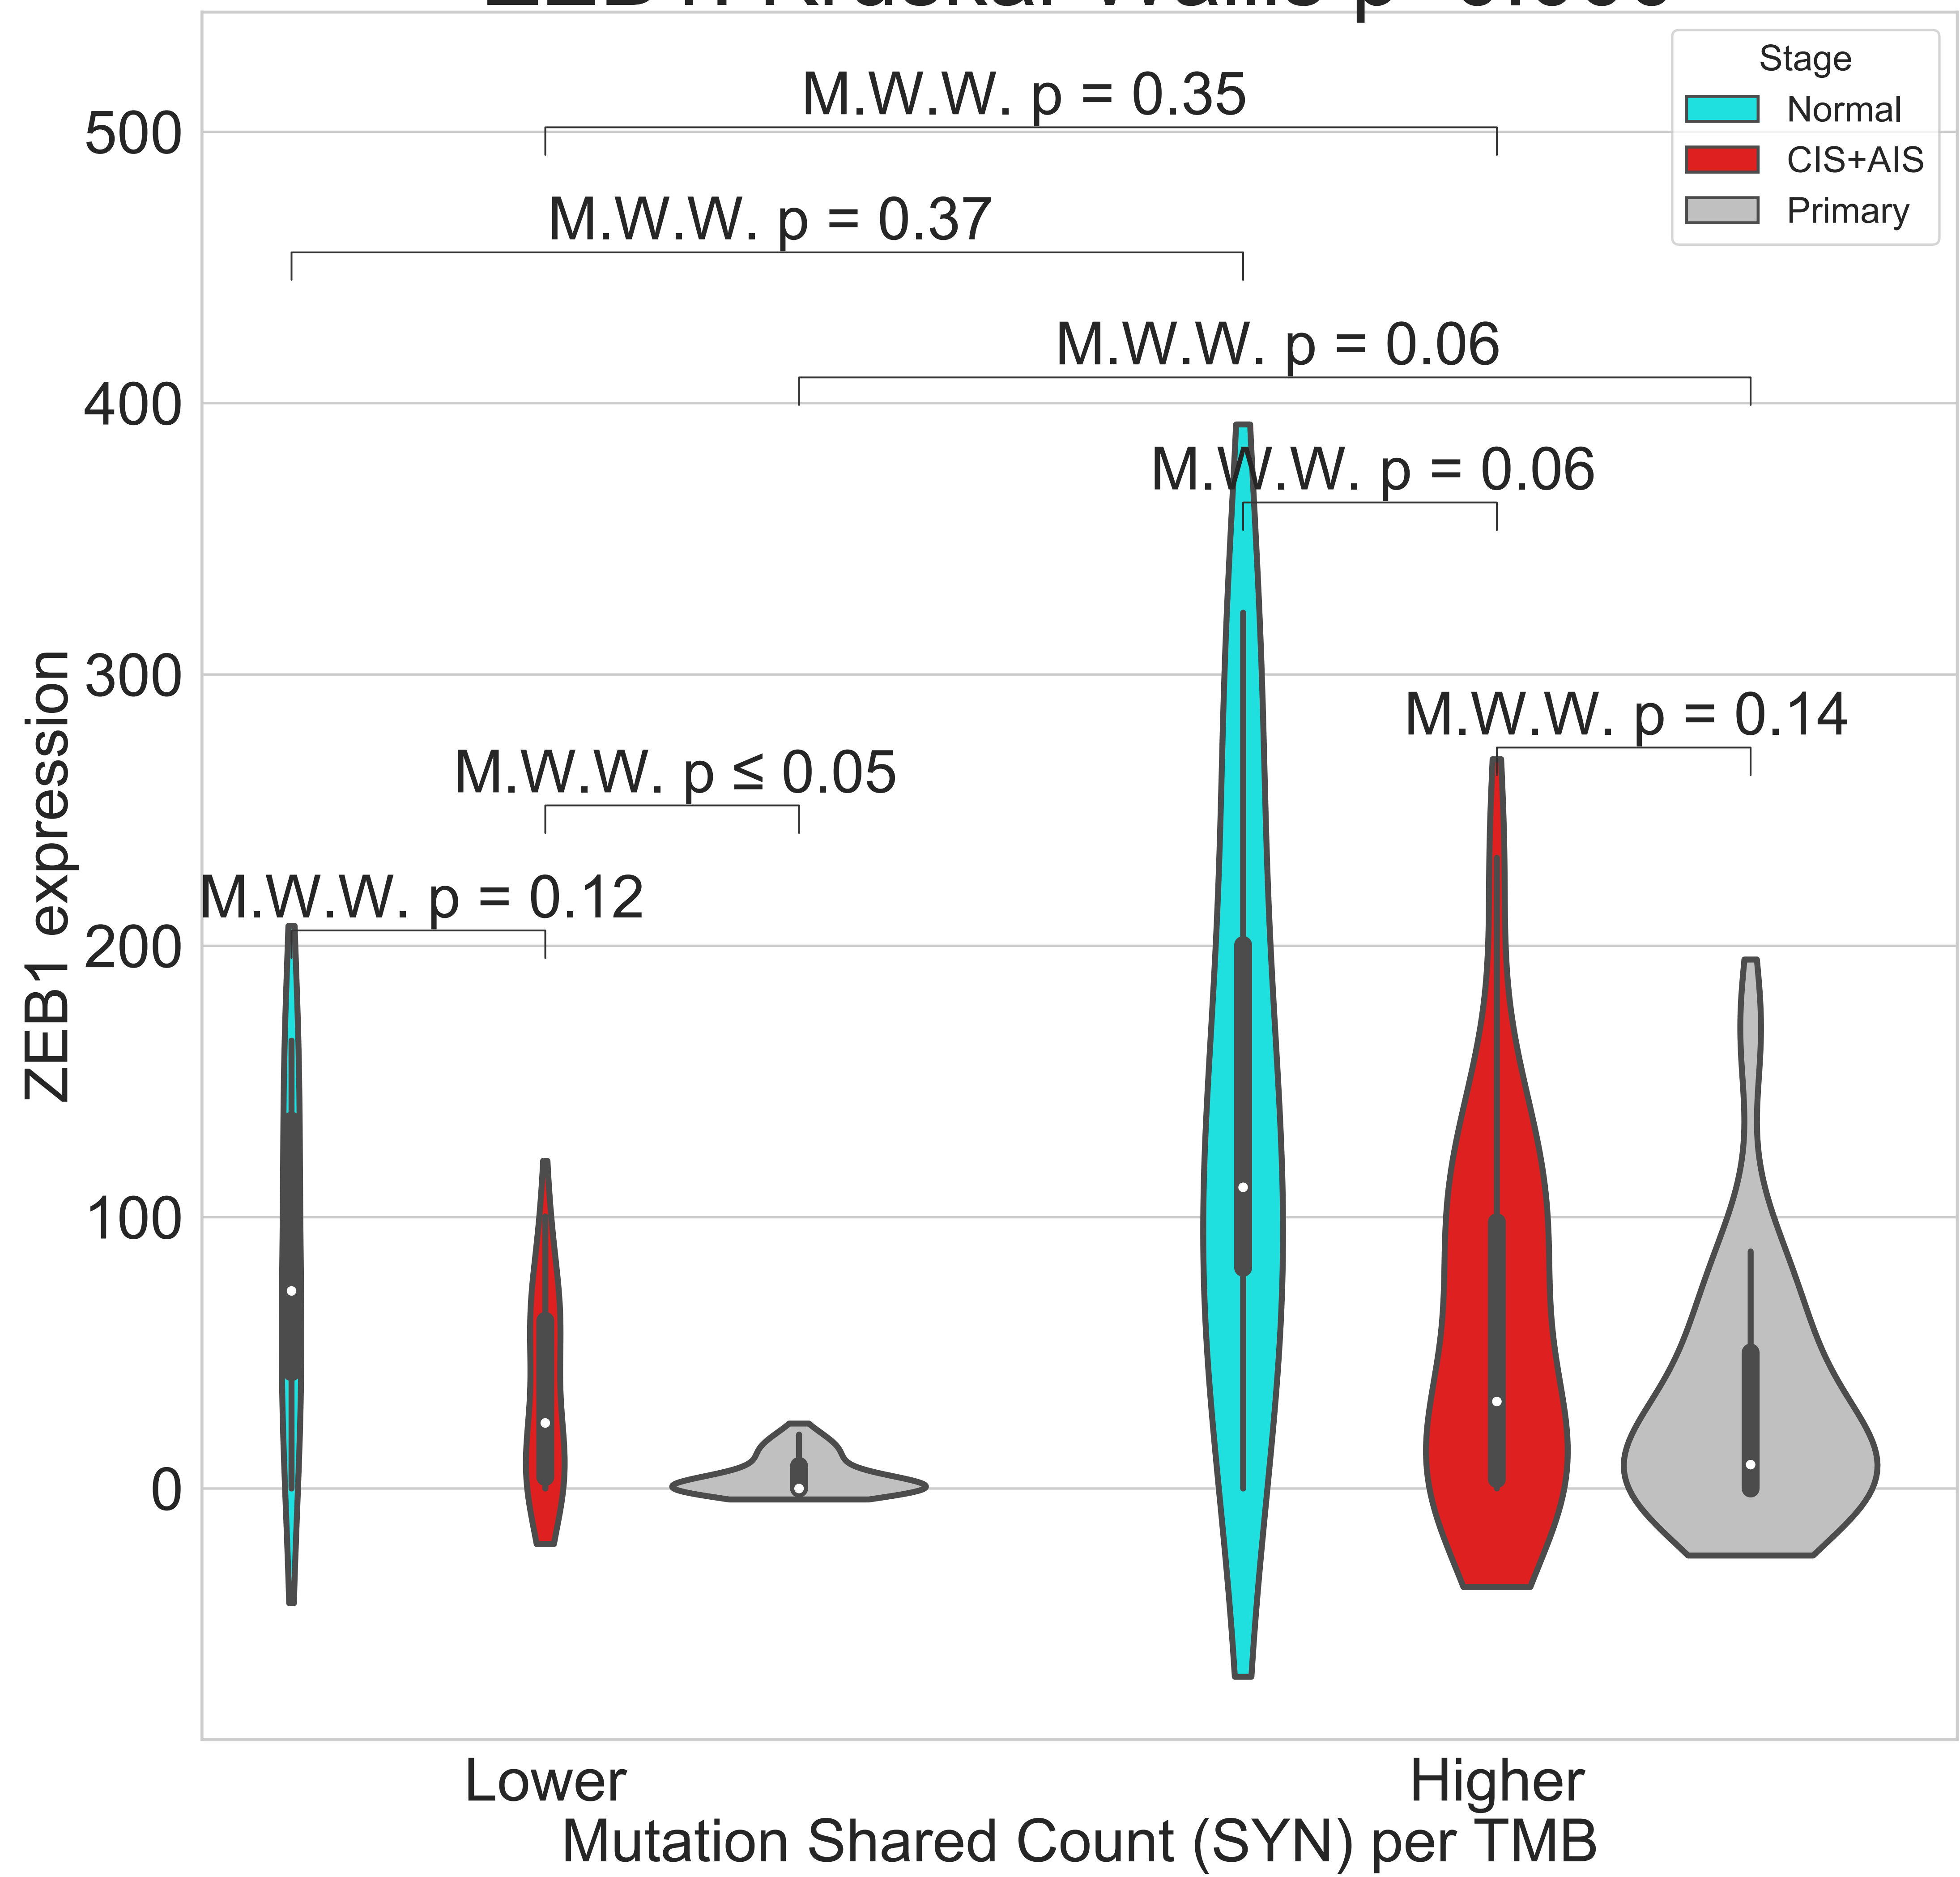 Stage
Normal
CIS+AIS
Primary
M.W.W. p = 0.35
M.W.W. p = 0.37
M.W.W. p = 0.06
M.W.W. p = 0.06
M.W.W. p = 0.14
M.W.W. p ≤ 0.05
M.W.W. p = 0.12
500
400
300
200
100
0
ZEB1 expression
Lower
Higher
Mutation Shared Count (SYN) per TMB